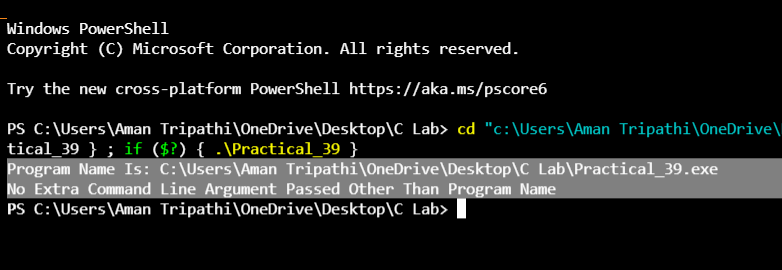 Windows PowerShell
Copyright (C) Microsoft Corporation. All rights reserved.
Try the new cross-platform PowerShell https://aka.ms/pscore6
PS C:\Users\Aman Tripathi\OneDrive\Desktop\C Lab> cd "c:\Users\Aman Tripathi\OneDrive\
tical_39 } ; if ($?) { .\Practical_39 }
Program Name Is: C:\Users\Aman Tripathi\OneDrive\Desktop\C Lab\Practical_39.exe
No Extra Command Line Argument Passed Other Than Program Name
PS C:\Users\Aman Tripathi\OneDrive\Desktop\C Lab>